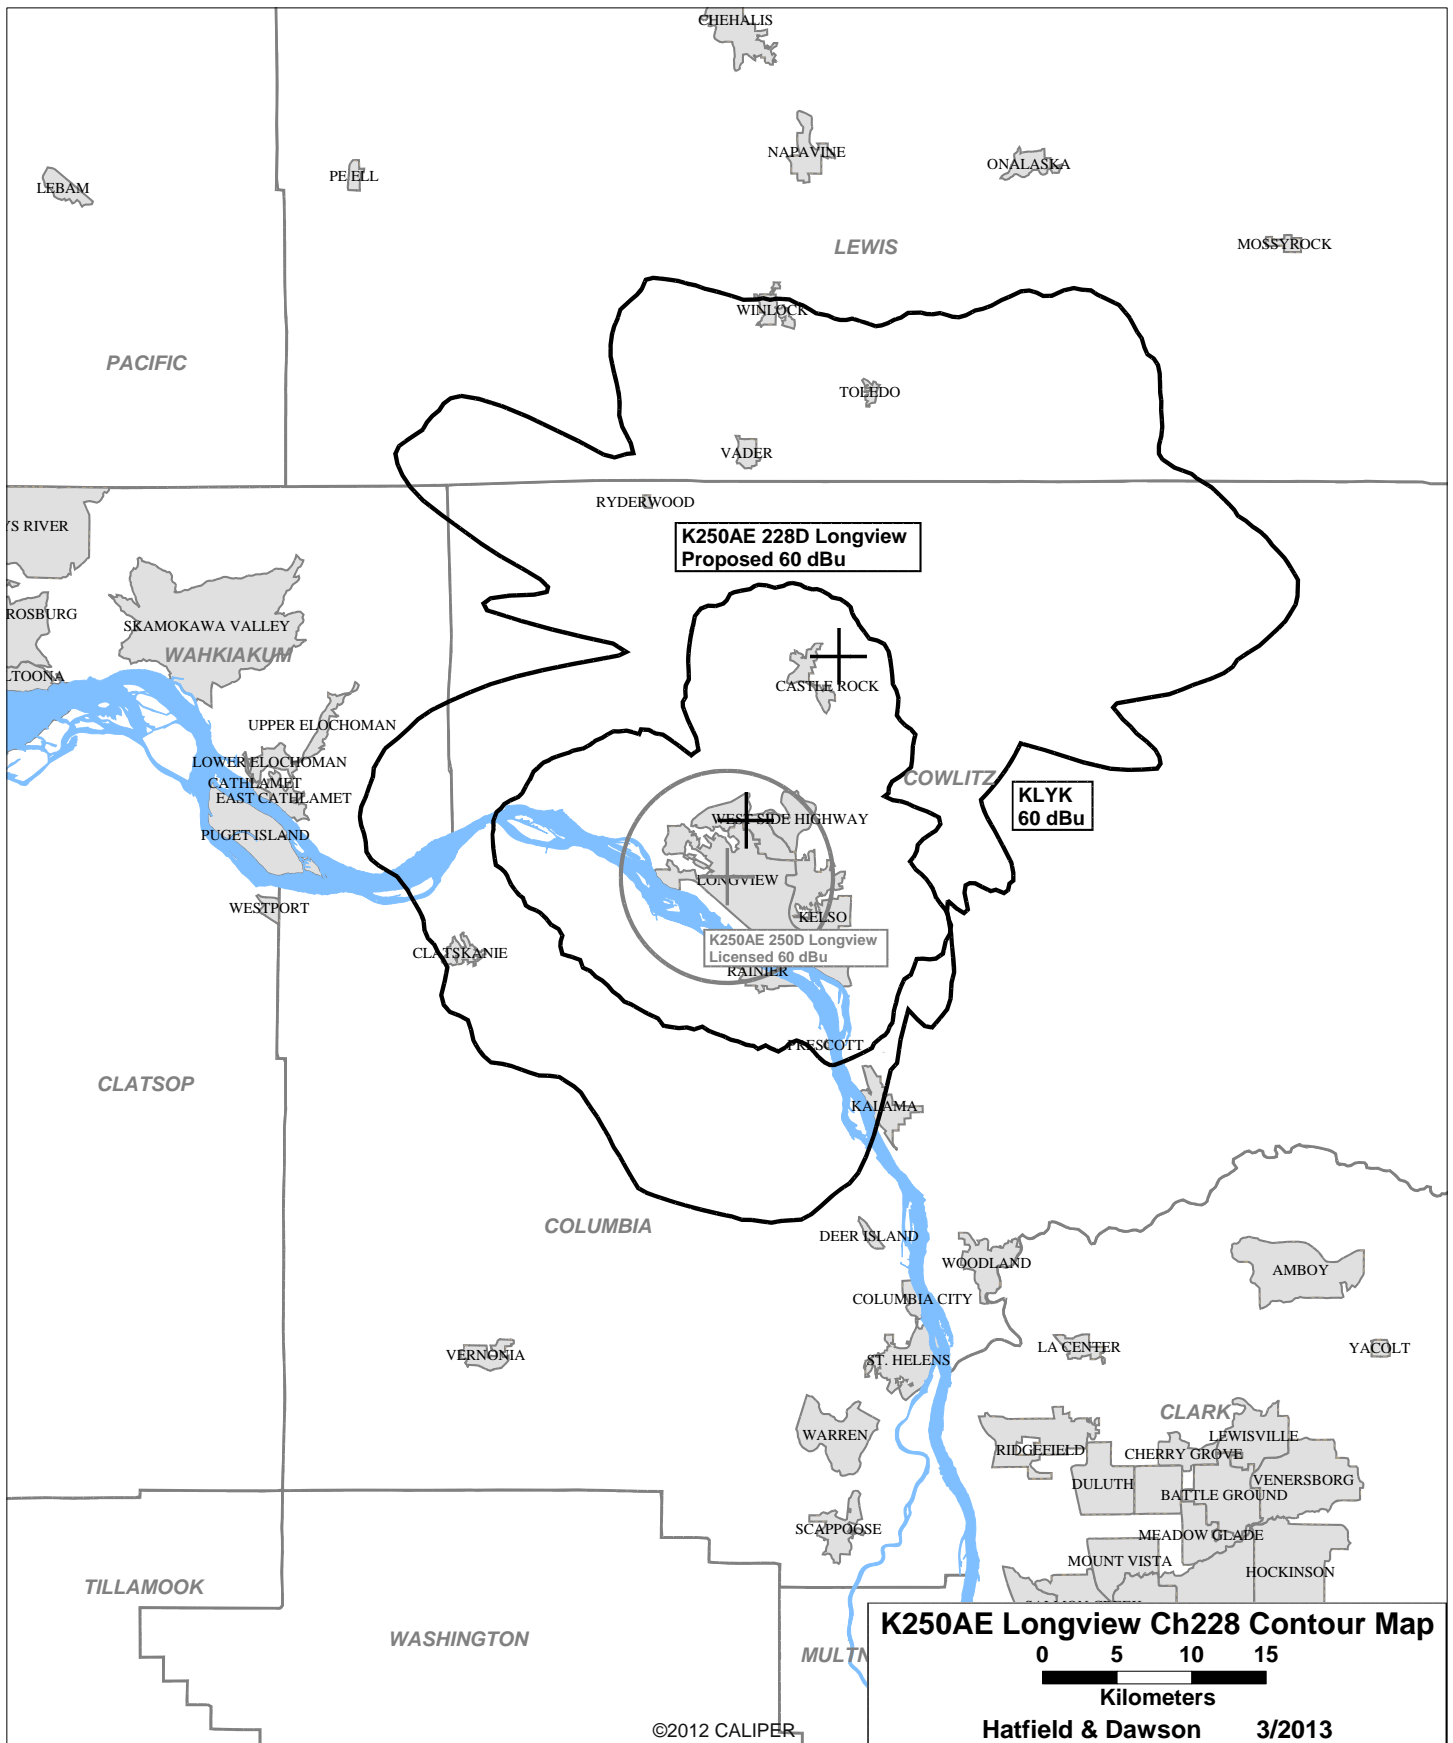 CHEHALIS
NAPAVINE
ONALASKA
PE ELL
LEBAM
LEWIS
MOSSYROCK
WINLOCK
PACIFIC
TOLEDO
VADER
RYDERWOOD
YS RIVER
K250AE 228D Longview
Proposed 60 dBu
ROSBURG
SKAMOKAWA VALLEY
WAHKIAKUM
LTOONA
CASTLE ROCK
UPPER ELOCHOMAN
LOWER ELOCHOMAN
CATHLAMET
EAST CATHLAMET
COWLITZ
KLYK
60 dBu
PUGET ISLAND
WEST SIDE HIGHWAY
LONGVIEW
WESTPORT
KELSO
K250AE 250D Longview
Licensed 60 dBu
CLATSKANIE
RAINIER
PRESCOTT
CLATSOP
KALAMA
COLUMBIA
DEER ISLAND
WOODLAND
AMBOY
COLUMBIA CITY
VERNONIA
ST. HELENS
LA CENTER
YACOLT
CLARK
WARREN
LEWISVILLE
RIDGEFIELD
CHERRY GROVE
DULUTH
VENERSBORG
BATTLE GROUND
SCAPPOOSE
MEADOW GLADE
MOUNT VISTA
HOCKINSON
TILLAMOOK
WASHINGTON
MULTN
K250AE Longview Ch228 Contour Map
0 5 10 15
Kilometers
Hatfield & Dawson 3/2013
©2012 CALIPER